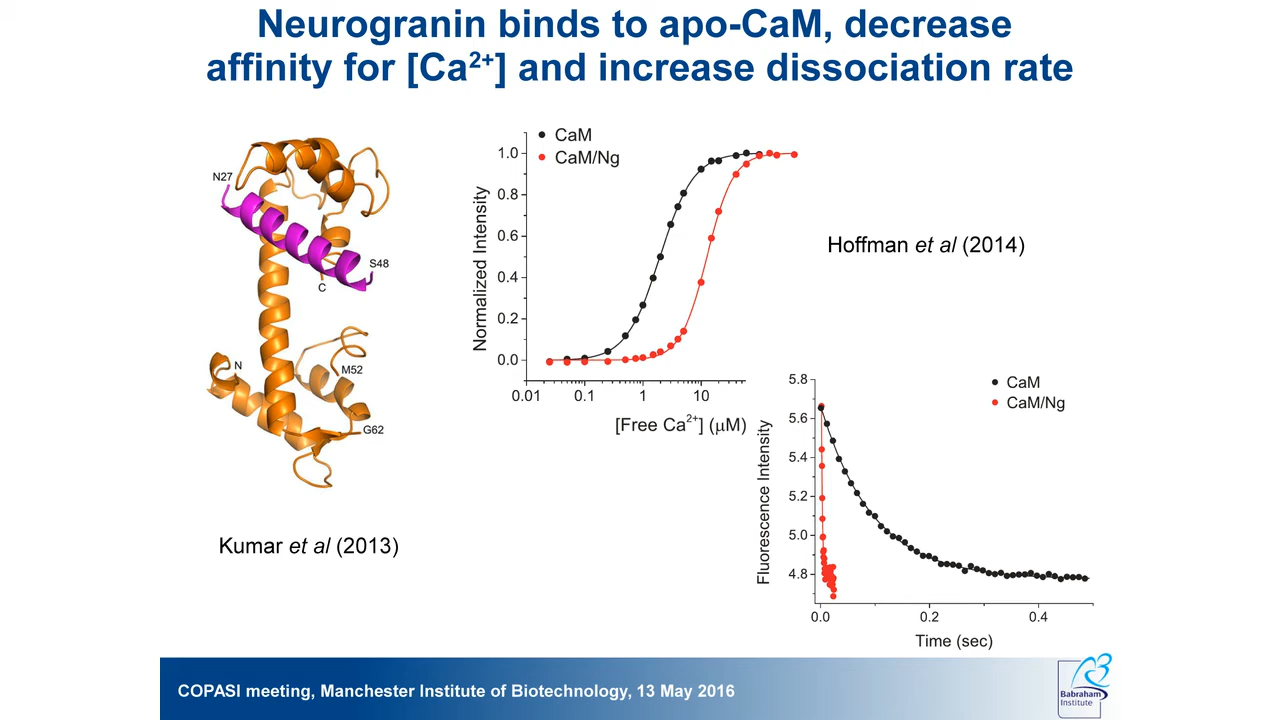 Neurogranin binds to apo-CaM, decrease
affinity for [Ca²⁺] and increase dissociation rate
N27
S48
C
N
M52
G62
Kumar et al (2013)
CaM
CaM/Ng
Normalized Intensity
1.0
0.8
0.6
0.4
0.2
0.0
0.01 0.1 1 10
[Free Ca²⁺] (μM)
Hoffman et al (2014)
CaM
CaM/Ng
Fluorescence Intensity
5.8
5.6
5.4
5.2
5.0
4.8
0.0 0.2 0.4
Time (sec)
COPASI meeting, Manchester Institute of Biotechnology, 13 May 2016
Babraham
Institute